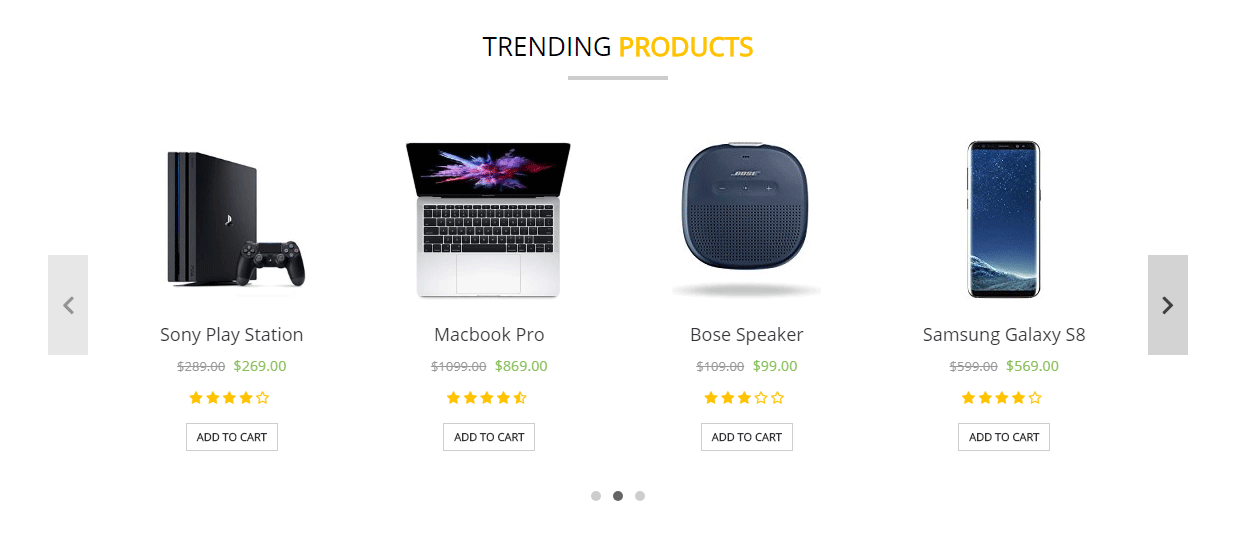 TRENDING PRODUCTS
BOSE
Sony Play Station
$289.00 $269.00
ADD TO CART
Macbook Pro
$1099.00 $869.00
ADD TO CART
Bose Speaker
$109.00 $99.00
ADD TO CART
Samsung Galaxy S8
$599.00 $569.00
ADD TO CART